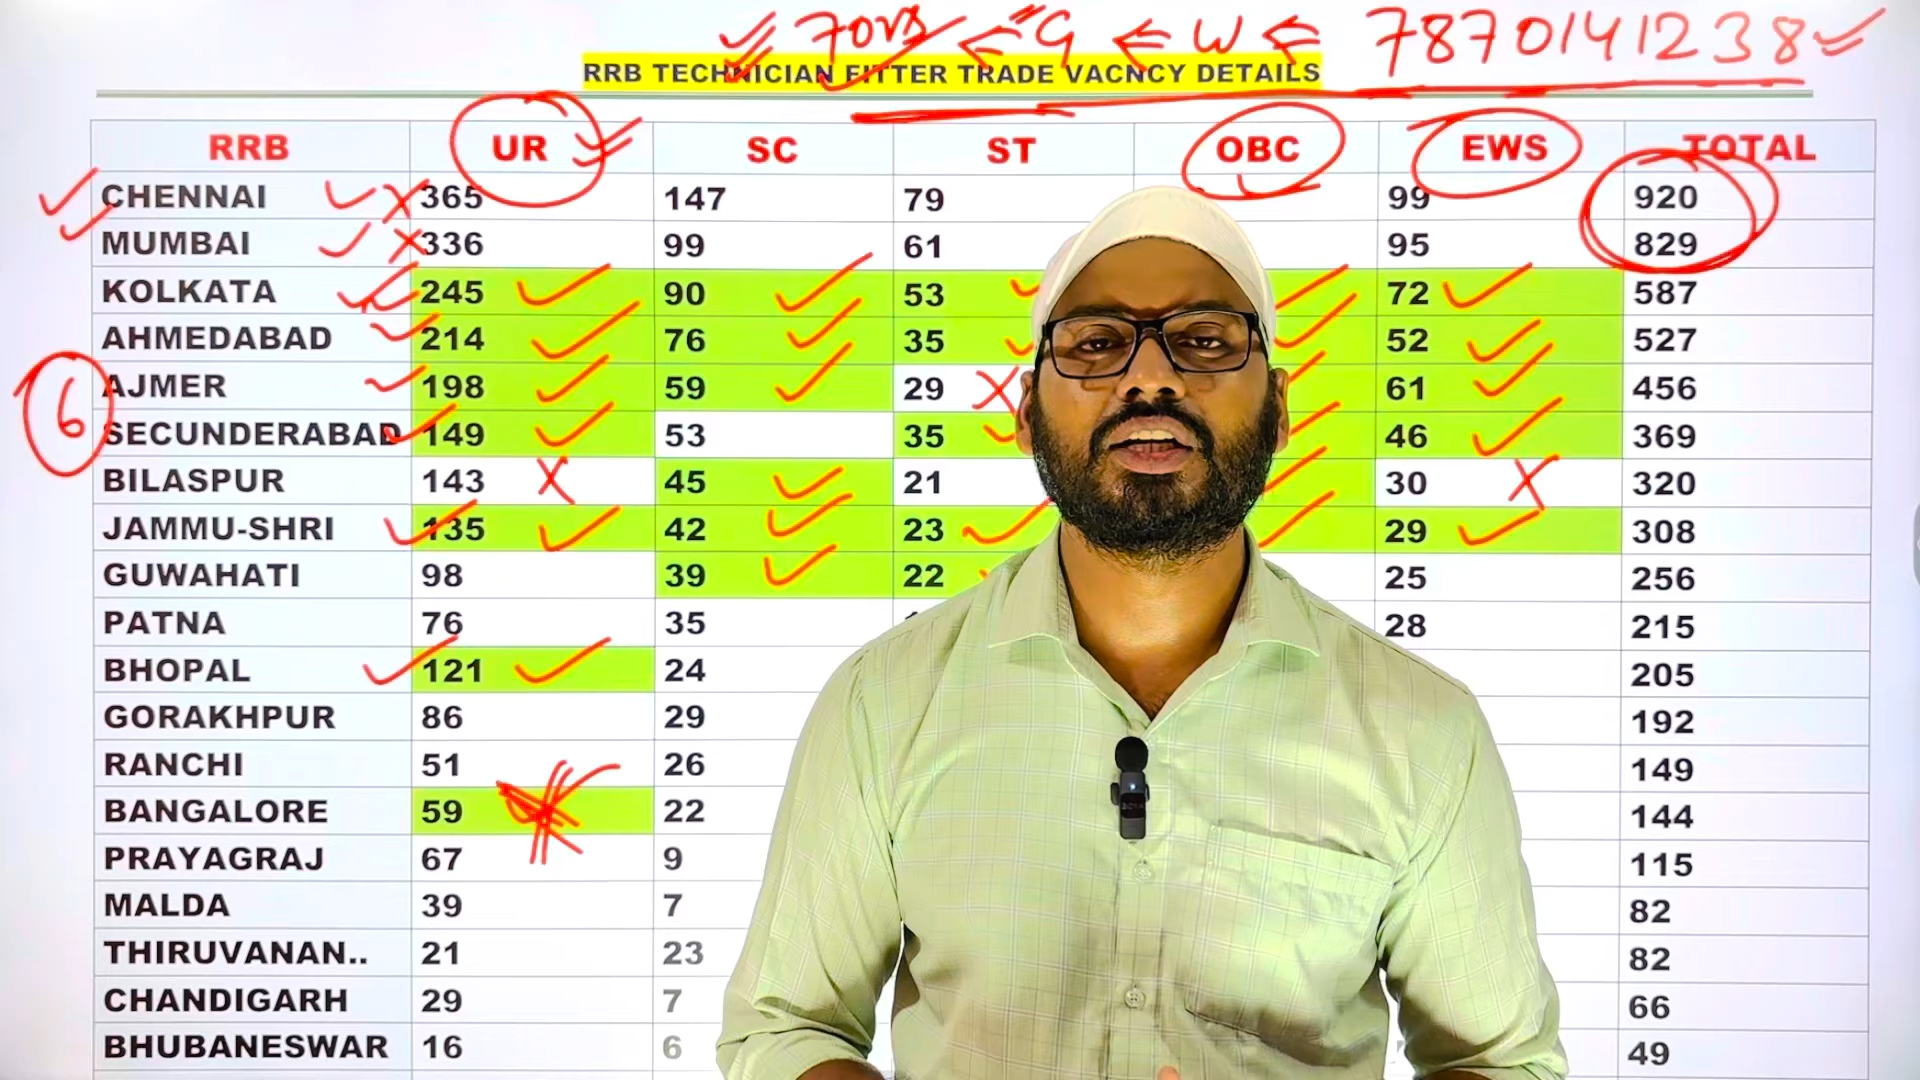 70вз ← G ← W ← 7870141238
RRB TECHNICIAN FITTER TRADE VACNCY DETAILS
RRB UR SC ST OBC EWS TOTAL
CHENNAI 365 147 79 99 920
MUMBAI 336 99 61 95 829
KOLKATA 245 90 53 72 587
AHMEDABAD 214 76 35 52 527
6 AJMER 198 59 29 61 456
SECUNDERABAD 149 53 35 46 369
BILASPUR 143 45 21 30 320
JAMMU-SHRI 135 42 23 29 308
GUWAHATI 98 39 22 25 256
PATNA 76 35 28 215
BHOPAL 121 24 205
GORAKHPUR 86 29 192
RANCHI 51 26 149
BANGALORE 59 22 144
PRAYAGRAJ 67 9 115
MALDA 39 7 82
THIRUVANAN.. 21 23 82
CHANDIGARH 29 7 66
BHUBANESWAR 16 6 49